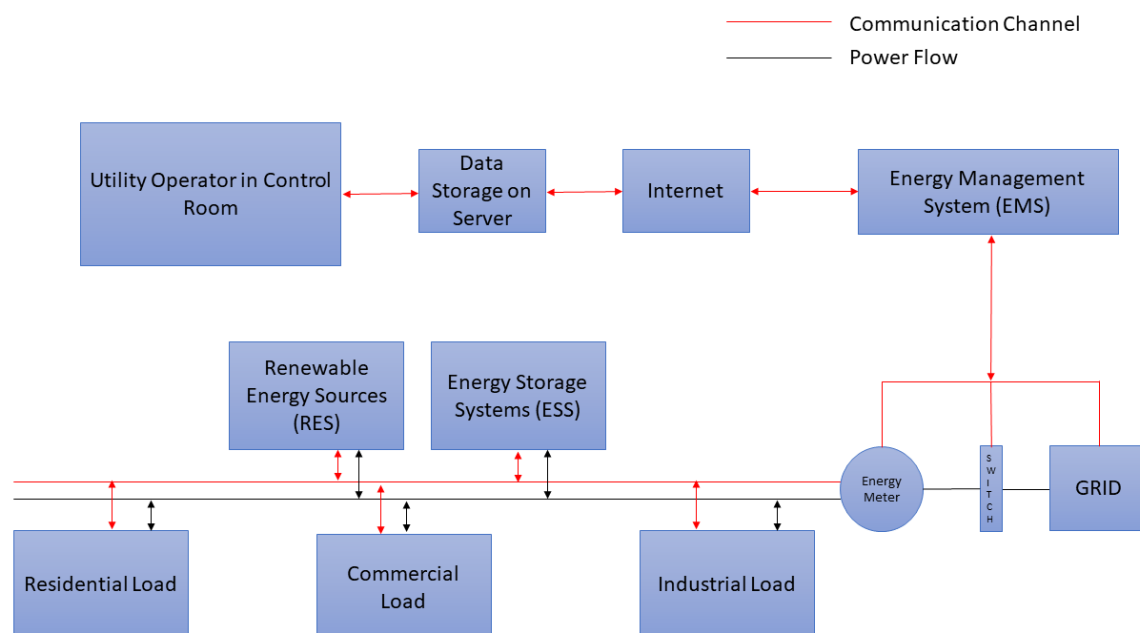 Communication Channel
Power Flow
Utility Operator in Control
Room
Data
Storage on
Server
Internet
Energy Management
System (EMS)
Renewable
Energy Sources
(RES)
Energy Storage
Systems (ESS)
Energy
Meter
SWITCH
GRID
Residential Load
Commercial
Load
Industrial Load